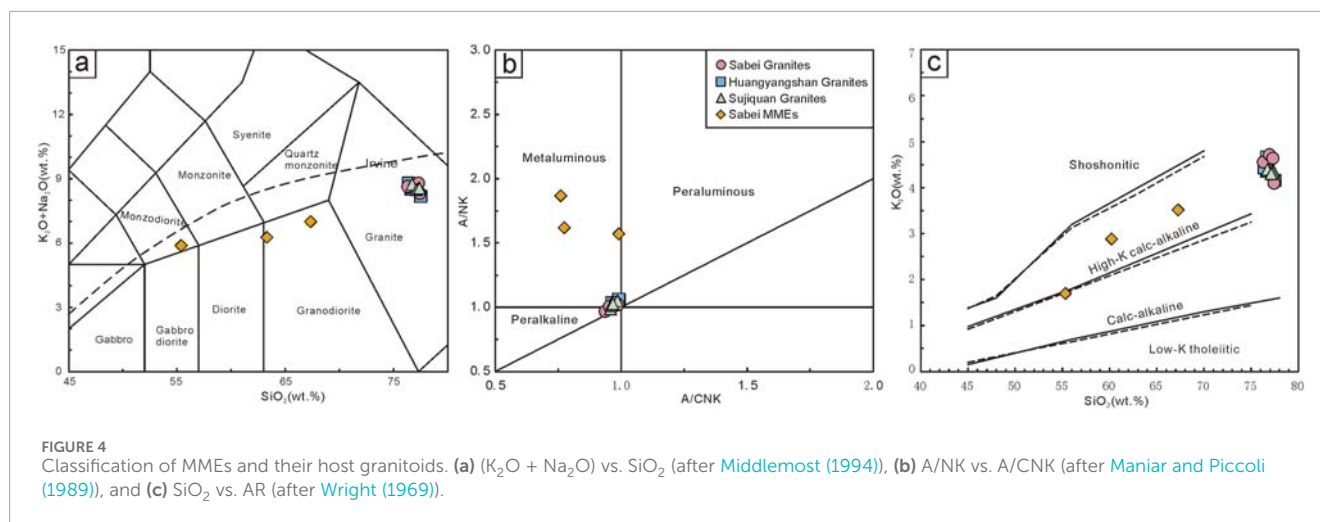 a
15
12
9
6
3
0
K₂O+Na₂O(wt.%)
Syenite
Quartz
monzonite
Irvine
Monzonite
Monzodiorite
Granite
Diorite
Granodiorite
Gabbro
Gabbro
diorite
45
55
65
75
SiO₂(wt.%)
b
3.0
2.5
2.0
1.5
1.0
0.5
A/NK
Sabei Granites
Huangyangshan Granites
Sujiquan Granites
Sabei MMEs
Metaluminous
Peraluminous
Peralkaline
0.5
1.0
1.5
2.0
A/CNK
c
7
6
5
4
3
2
1
0
K₂O(wt.%)
Shoshonitic
High-K calc-alkaline
Calc-alkaline
Low-K tholeiitic
40
45
50
55
60
65
70
75
80
SiO₂(wt.%)
FIGURE 4
Classification of MMEs and their host granitoids. (a) (K₂O + Na₂O) vs. SiO₂ (after Middlemost (1994)), (b) A/NK vs. A/CNK (after Maniar and Piccoli
(1989)), and (c) SiO₂ vs. AR (after Wright (1969)).